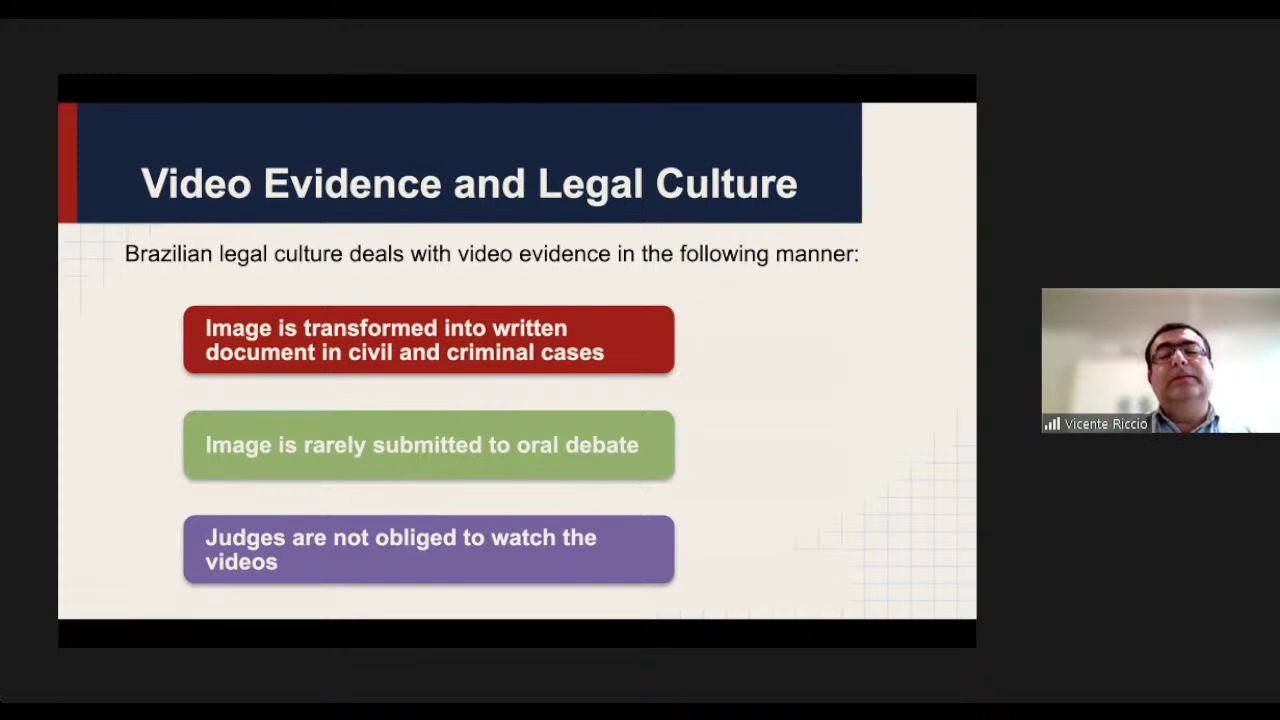 Video Evidence and Legal Culture
Brazilian legal culture deals with video evidence in the following manner:
Image is transformed into written
document in civil and criminal cases
Image is rarely submitted to oral debate
Judges are not obliged to watch the
videos
Vicente Riccio